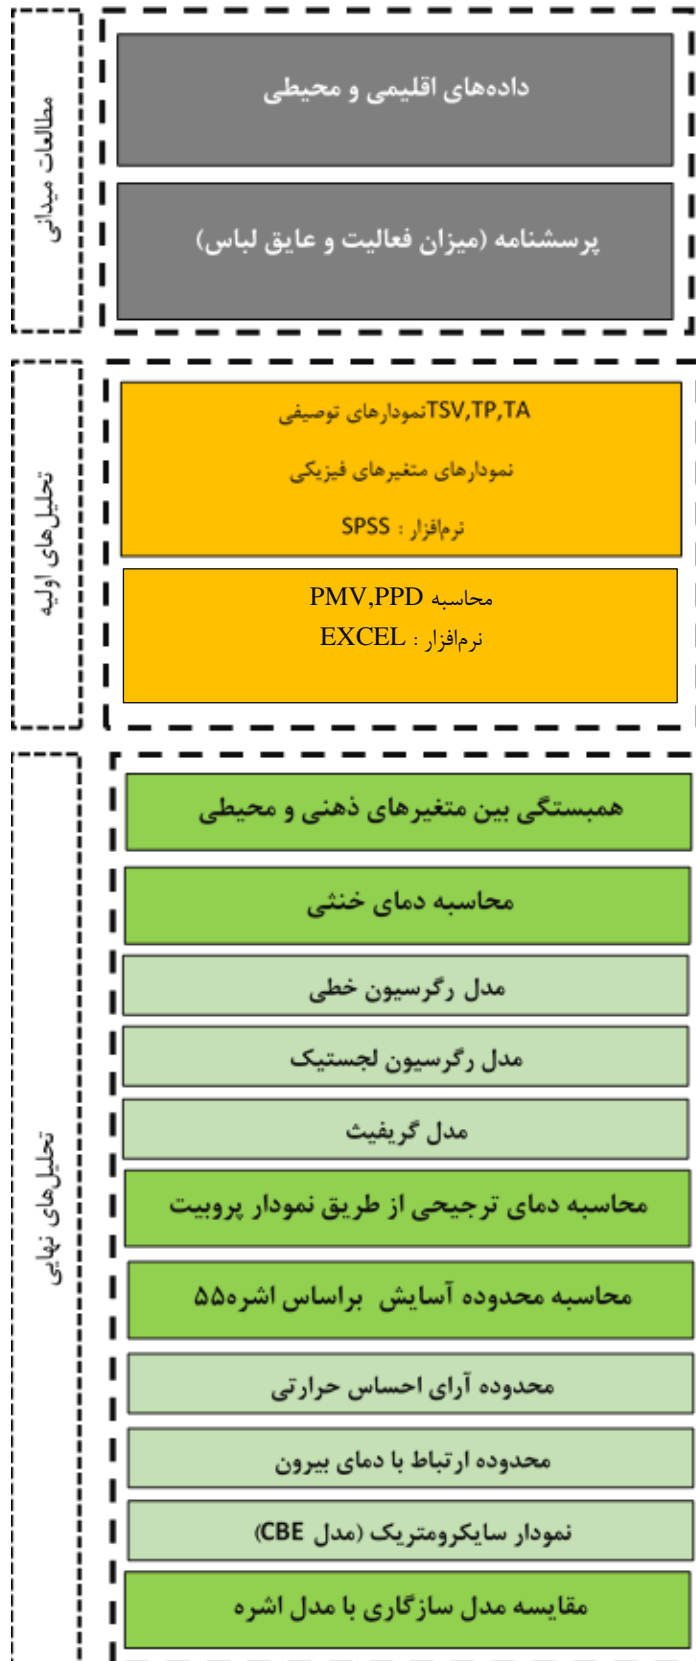 مطالعات میدانی
داده‌های اقلیمی و محیطی
پرسشنامه (میزان فعالیت و عایق لباس)
تحلیل‌های اولیه
TSV,TP,TAنمودارهای توصیفی
نمودارهای متغیرهای فیزیکی
نرم‌افزار : SPSS
محاسبه PMV,PPD
نرم‌افزار : EXCEL
تحلیل‌های نهایی
همبستگی بین متغیرهای ذهنی و محیطی
محاسبه دمای خنثی
مدل رگرسیون خطی
مدل رگرسیون لجستیک
مدل گریفیث
محاسبه دمای ترجیحی از طریق نمودار پروبیت
محاسبه محدوده آسایش براساس اشره۵۵
محدوده آرای احساس حرارتی
محدوده ارتباط با دمای بیرون
نمودار سایکرومتریک (مدل CBE)
مقایسه مدل سازگاری با مدل اشره